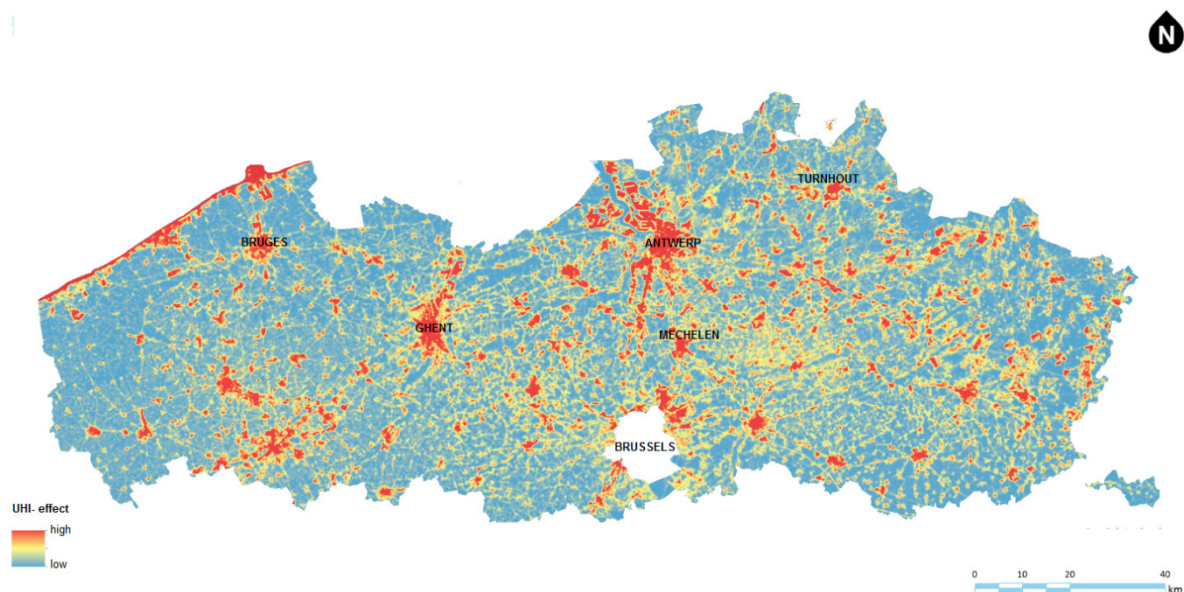 N
TURNHOUT
BRUGES
ANTWERP
GHENT
MECHELEN
BRUSSELS
UHI- effect
high
low
0 10 20 40
km